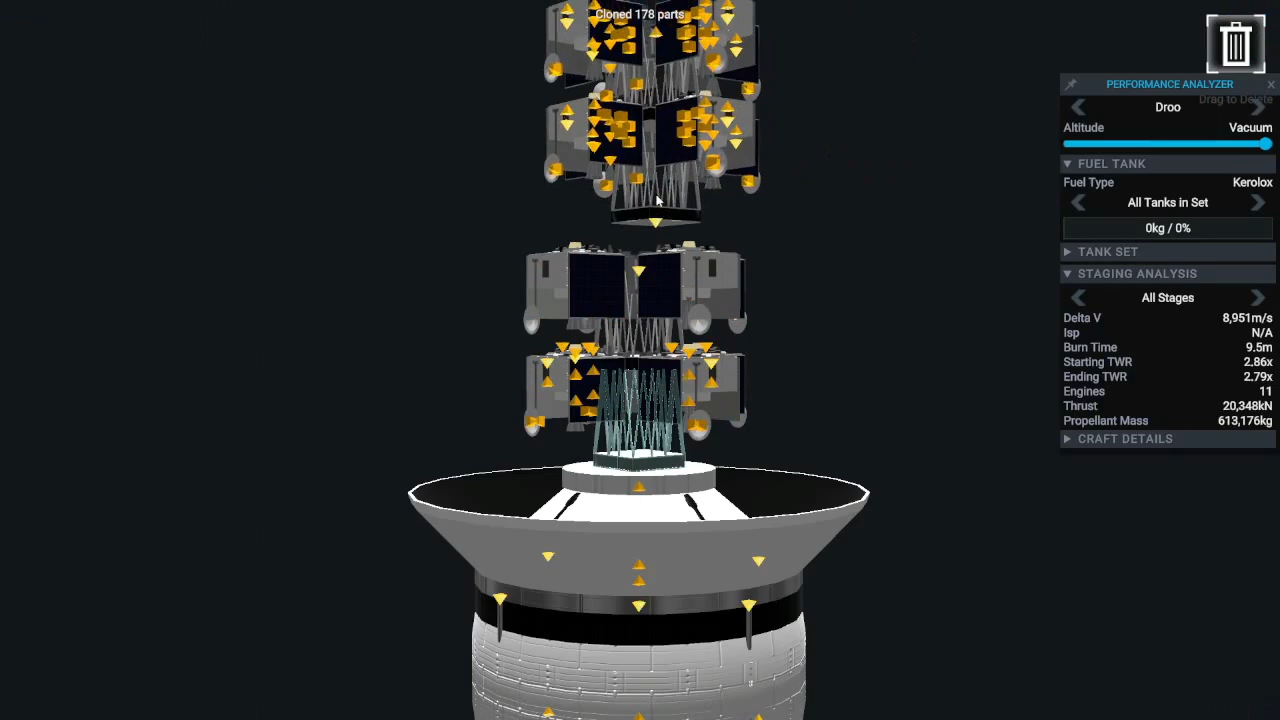 Cloned 178 parts
PERFORMANCE ANALYZER
Drag to Delete
Droo
Altitude Vacuum
FUEL TANK
Fuel Type Kerolox
All Tanks in Set
0kg / 0%
TANK SET
STAGING ANALYSIS
All Stages
Delta V 8,951m/s
Isp N/A
Burn Time 9.5m
Starting TWR 2.86x
Ending TWR 2.79x
Engines 11
Thrust 20,348kN
Propellant Mass 613,176kg
CRAFT DETAILS